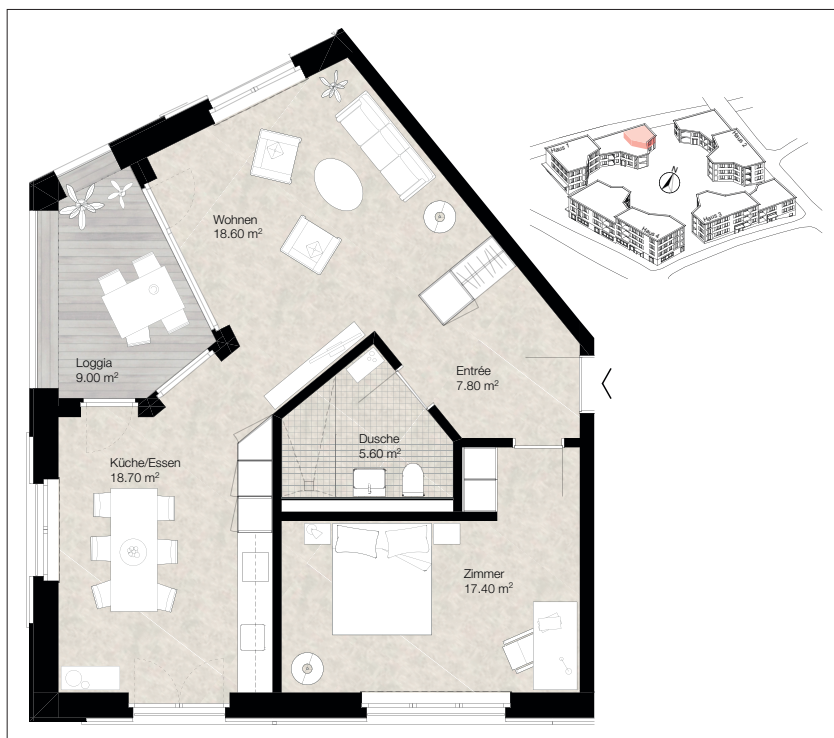 Wohnen
18.60 m²
Haus 1
Haus 2
N
Haus 3
Haus 4
Loggia
9.00 m²
Entrée
7.80 m²
Dusche
5.60 m²
Küche/Essen
18.70 m²
Zimmer
17.40 m²